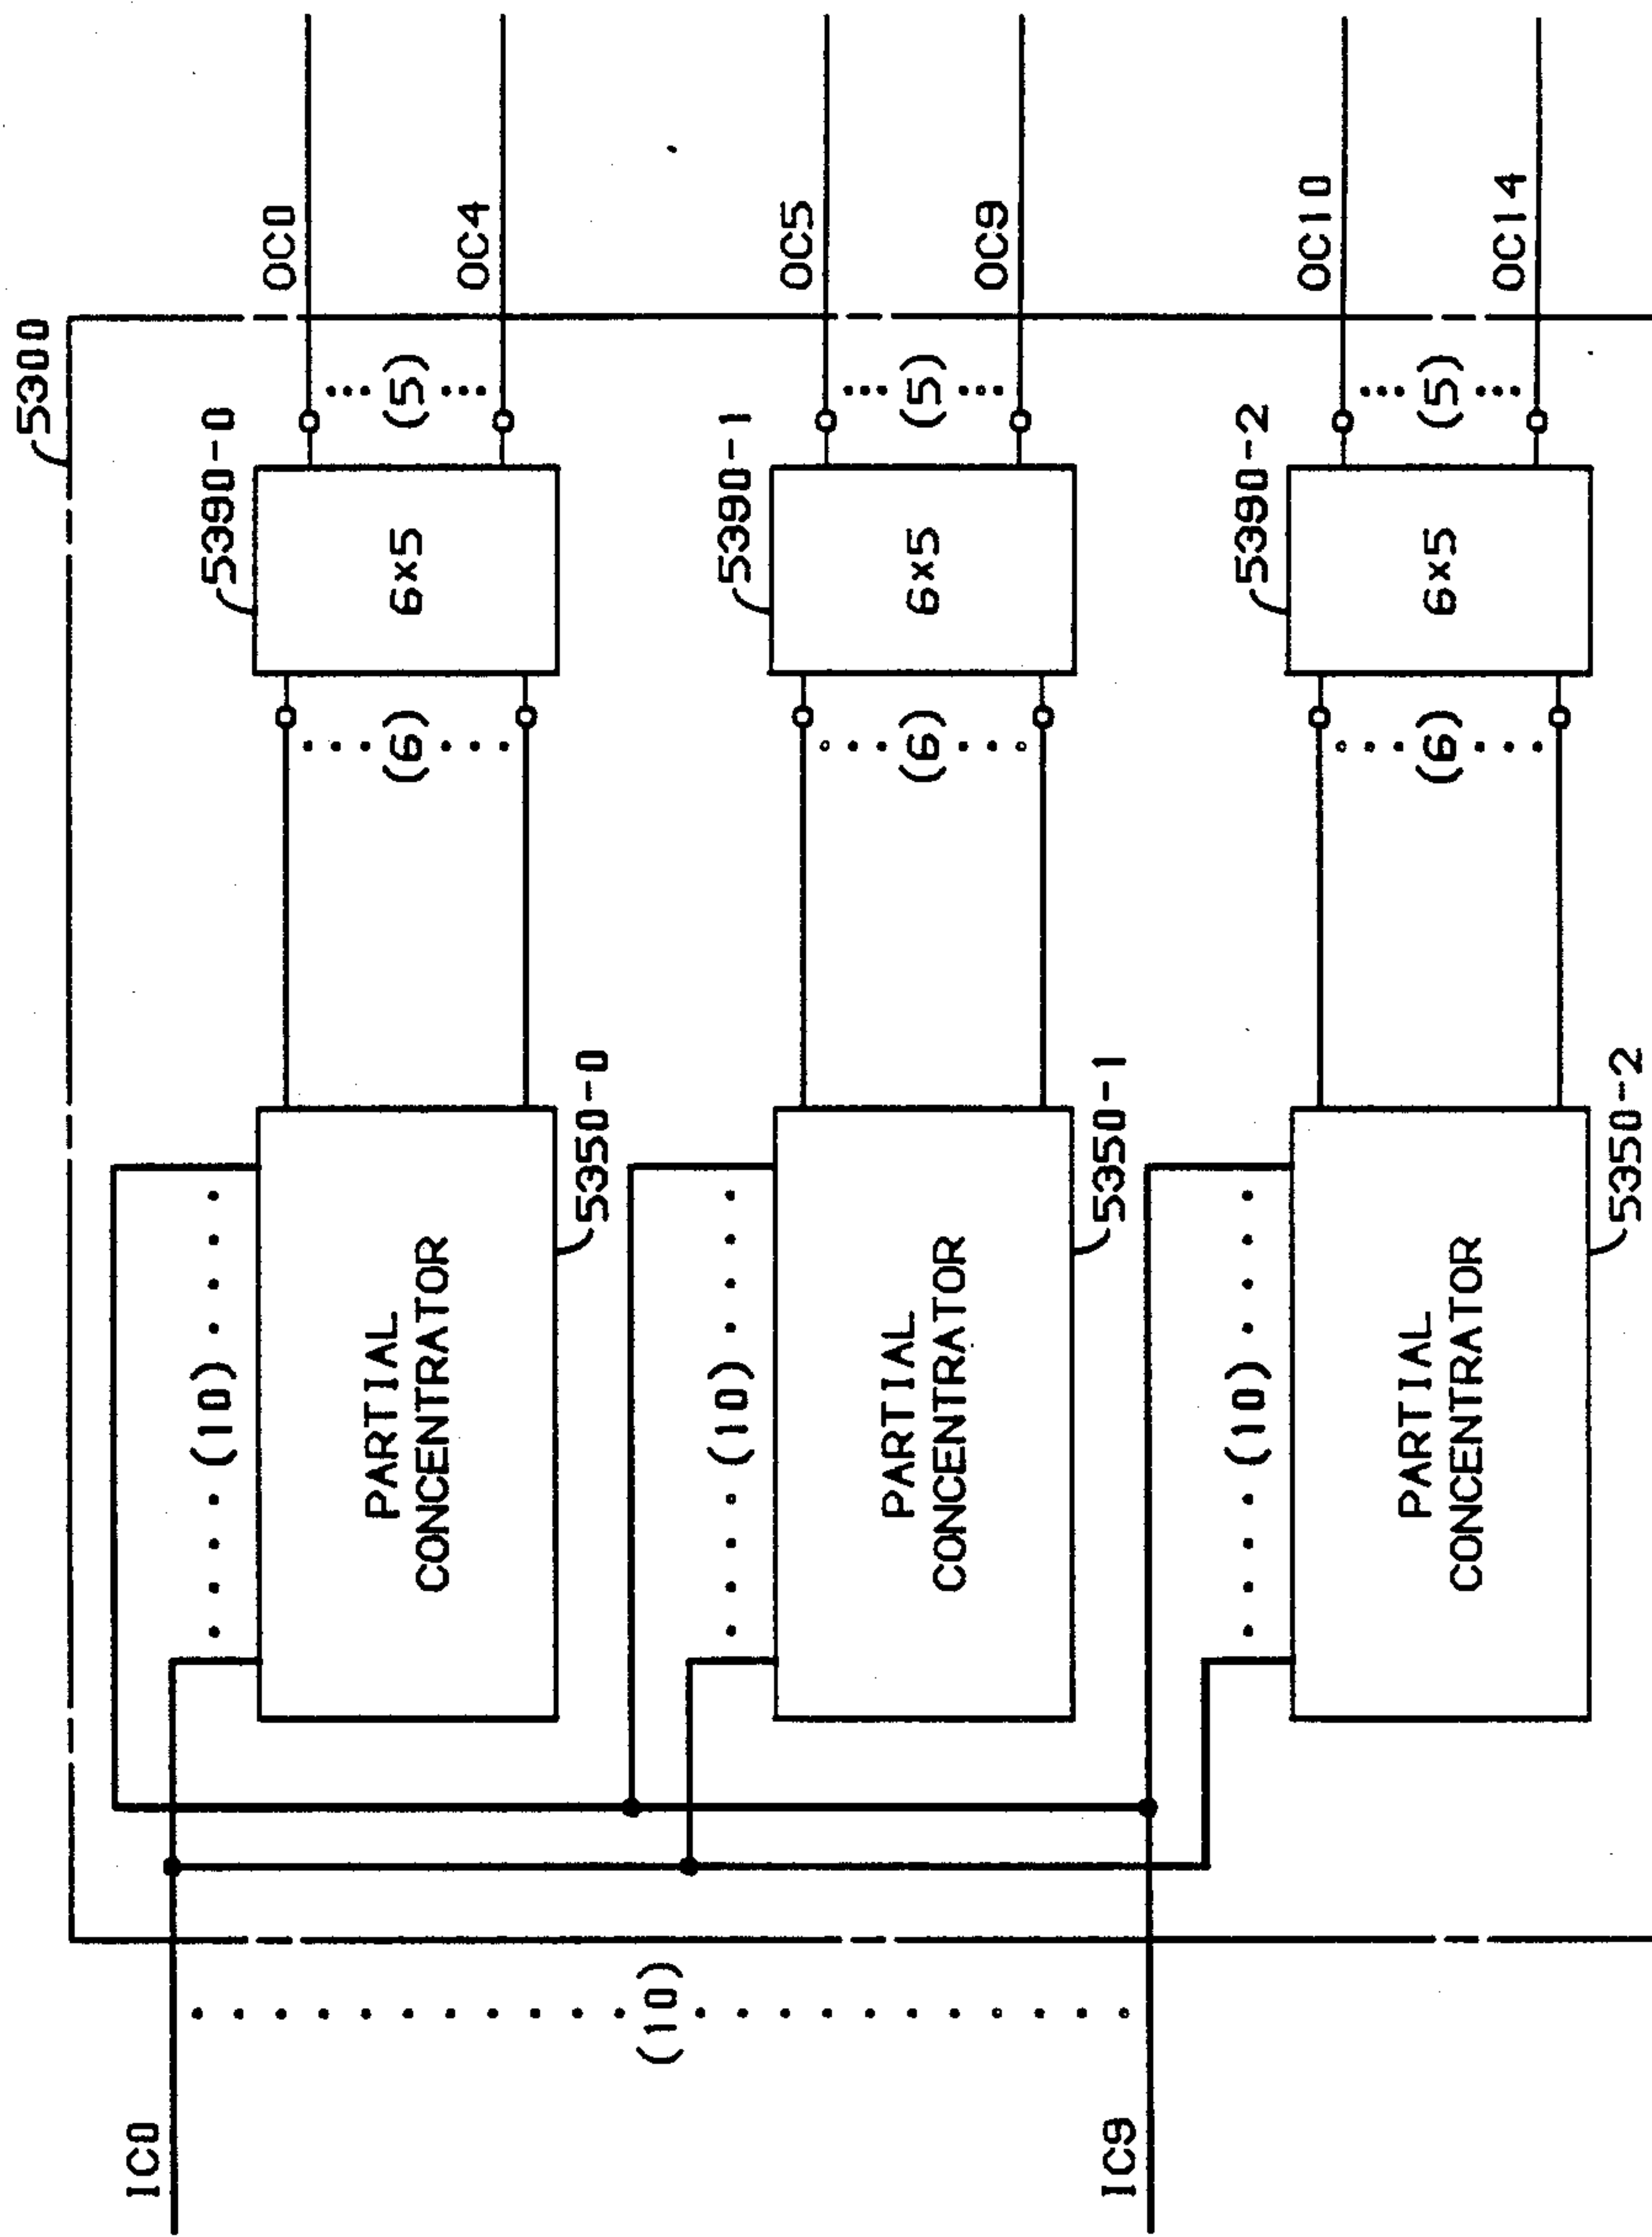 5300
IC0
(10)
IC9
(10)
PARTIAL
CONCENTRATOR
5350-0
(6)
5390-0
6x5
(5)
OC0
OC4
(10)
PARTIAL
CONCENTRATOR
5350-1
(6)
5390-1
6x5
(5)
OC5
OC9
(10)
PARTIAL
CONCENTRATOR
5350-2
(6)
5390-2
6x5
(5)
OC10
OC14